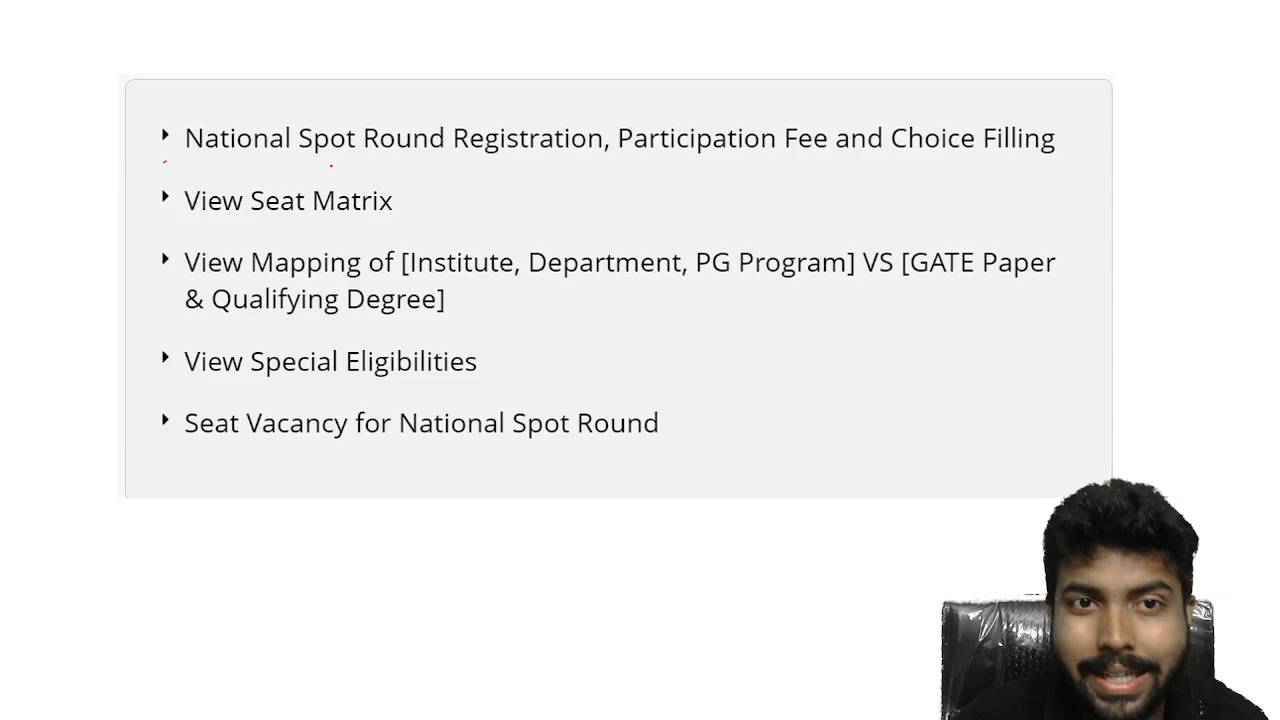 National Spot Round Registration, Participation Fee and Choice Filling
View Seat Matrix
View Mapping of [Institute, Department, PG Program] VS [GATE Paper
& Qualifying Degree]
View Special Eligibilities
Seat Vacancy for National Spot Round